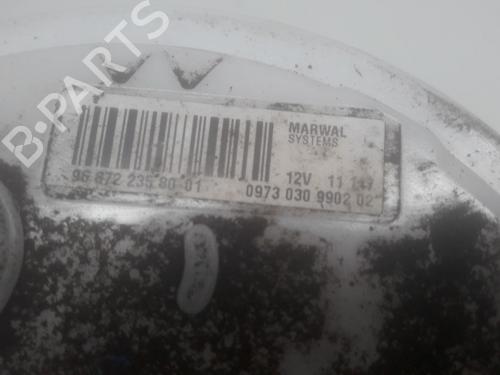 B-PARTS
MARWAL
SYSTEMS
96 872 235 80 01
12V
0973 030 9902 02